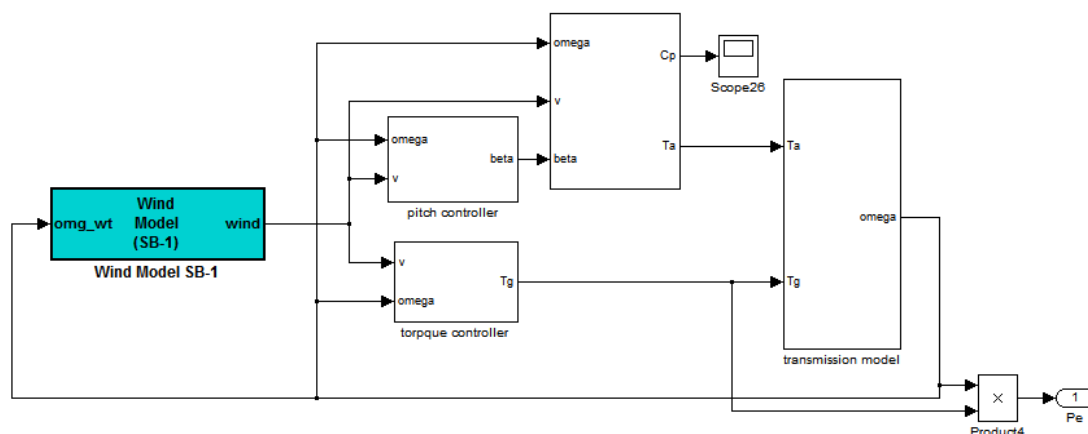 omega
Cp
Scope26
v
omega
beta
beta
Ta
Ta
v
pitch controller
omg_wt
Wind
Model
(SB-1)
wind
Wind Model SB-1
omega
v
Tg
Tg
omega
torpque controller
transmission model
×
1
Product4
Pe